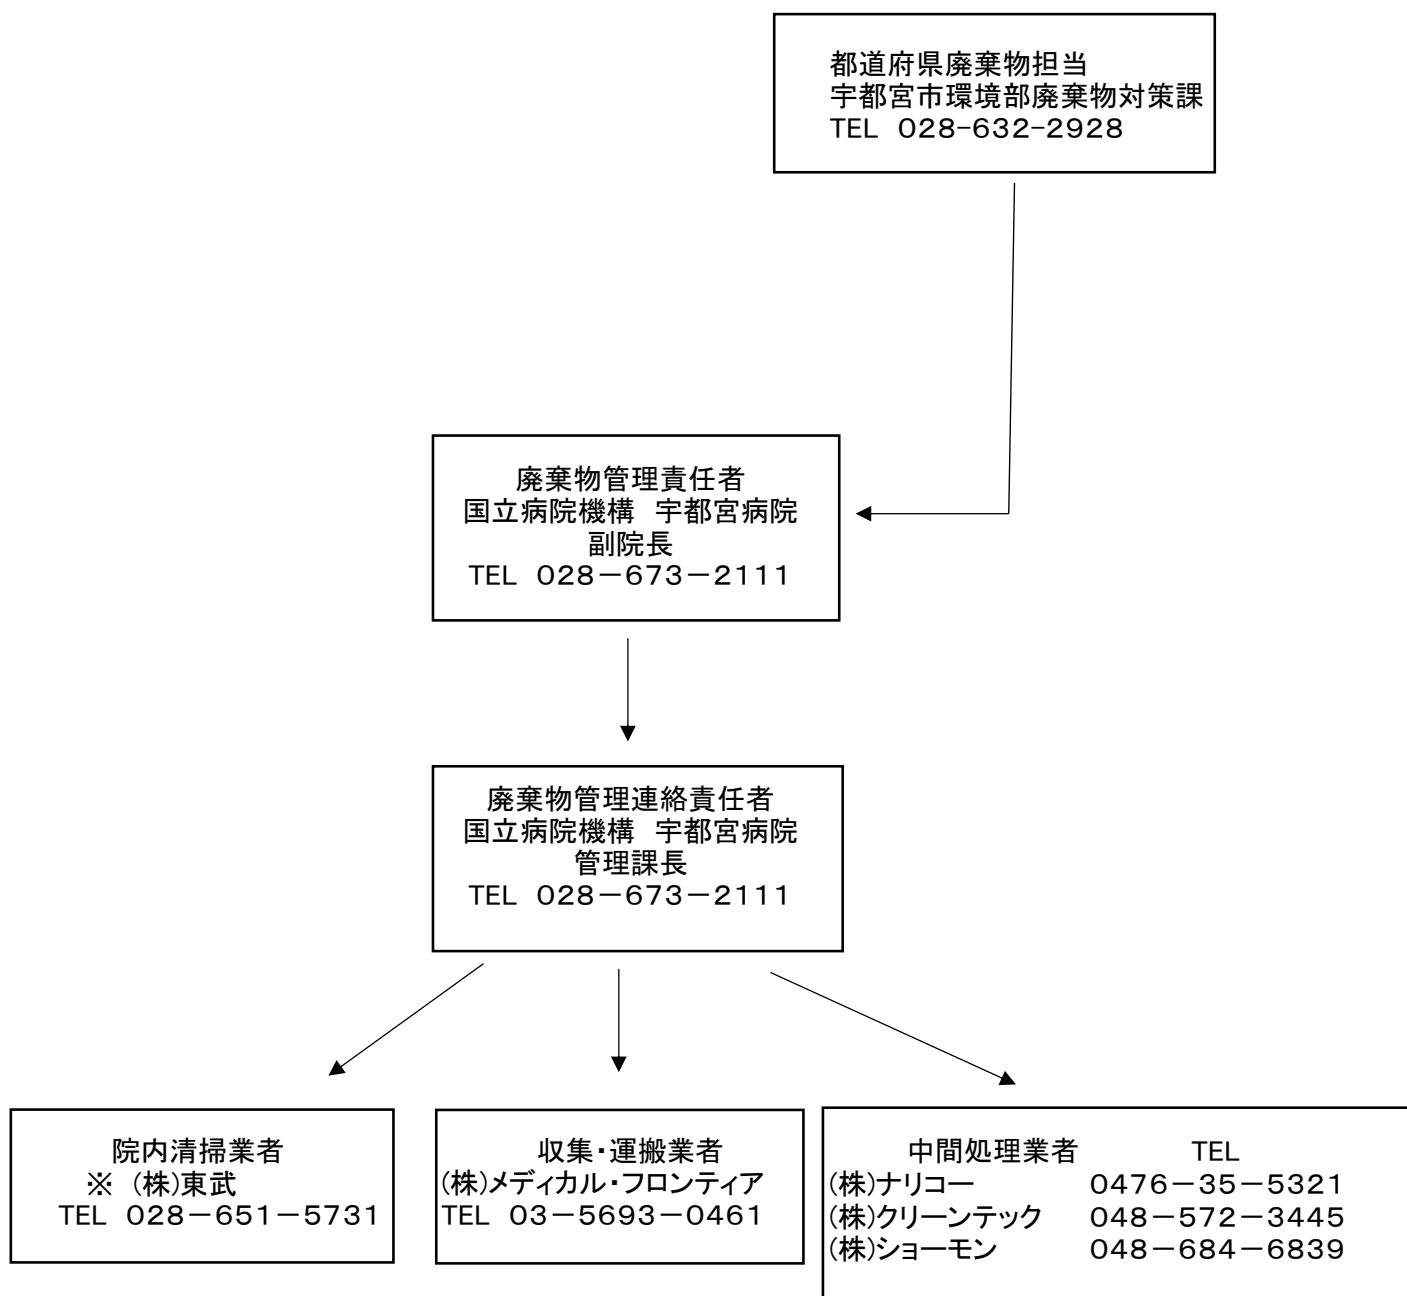 都道府県廃棄物担当
宇都宮市環境部廃棄物対策課
TEL 028-632-2928
廃棄物管理責任者
国立病院機構 宇都宮病院
副院長
TEL 028-673-2111
廃棄物管理連絡責任者
国立病院機構 宇都宮病院
管理課長
TEL 028-673-2111
院内清掃業者
※ (株)東武
TEL 028-651-5731
収集・運搬業者
(株)メディカル・フロンティア
TEL 03-5693-0461
中間処理業者 TEL
(株)ナリコー 0476-35-5321
(株)クリーンテック 048-572-3445
(株)ショーモン 048-684-6839